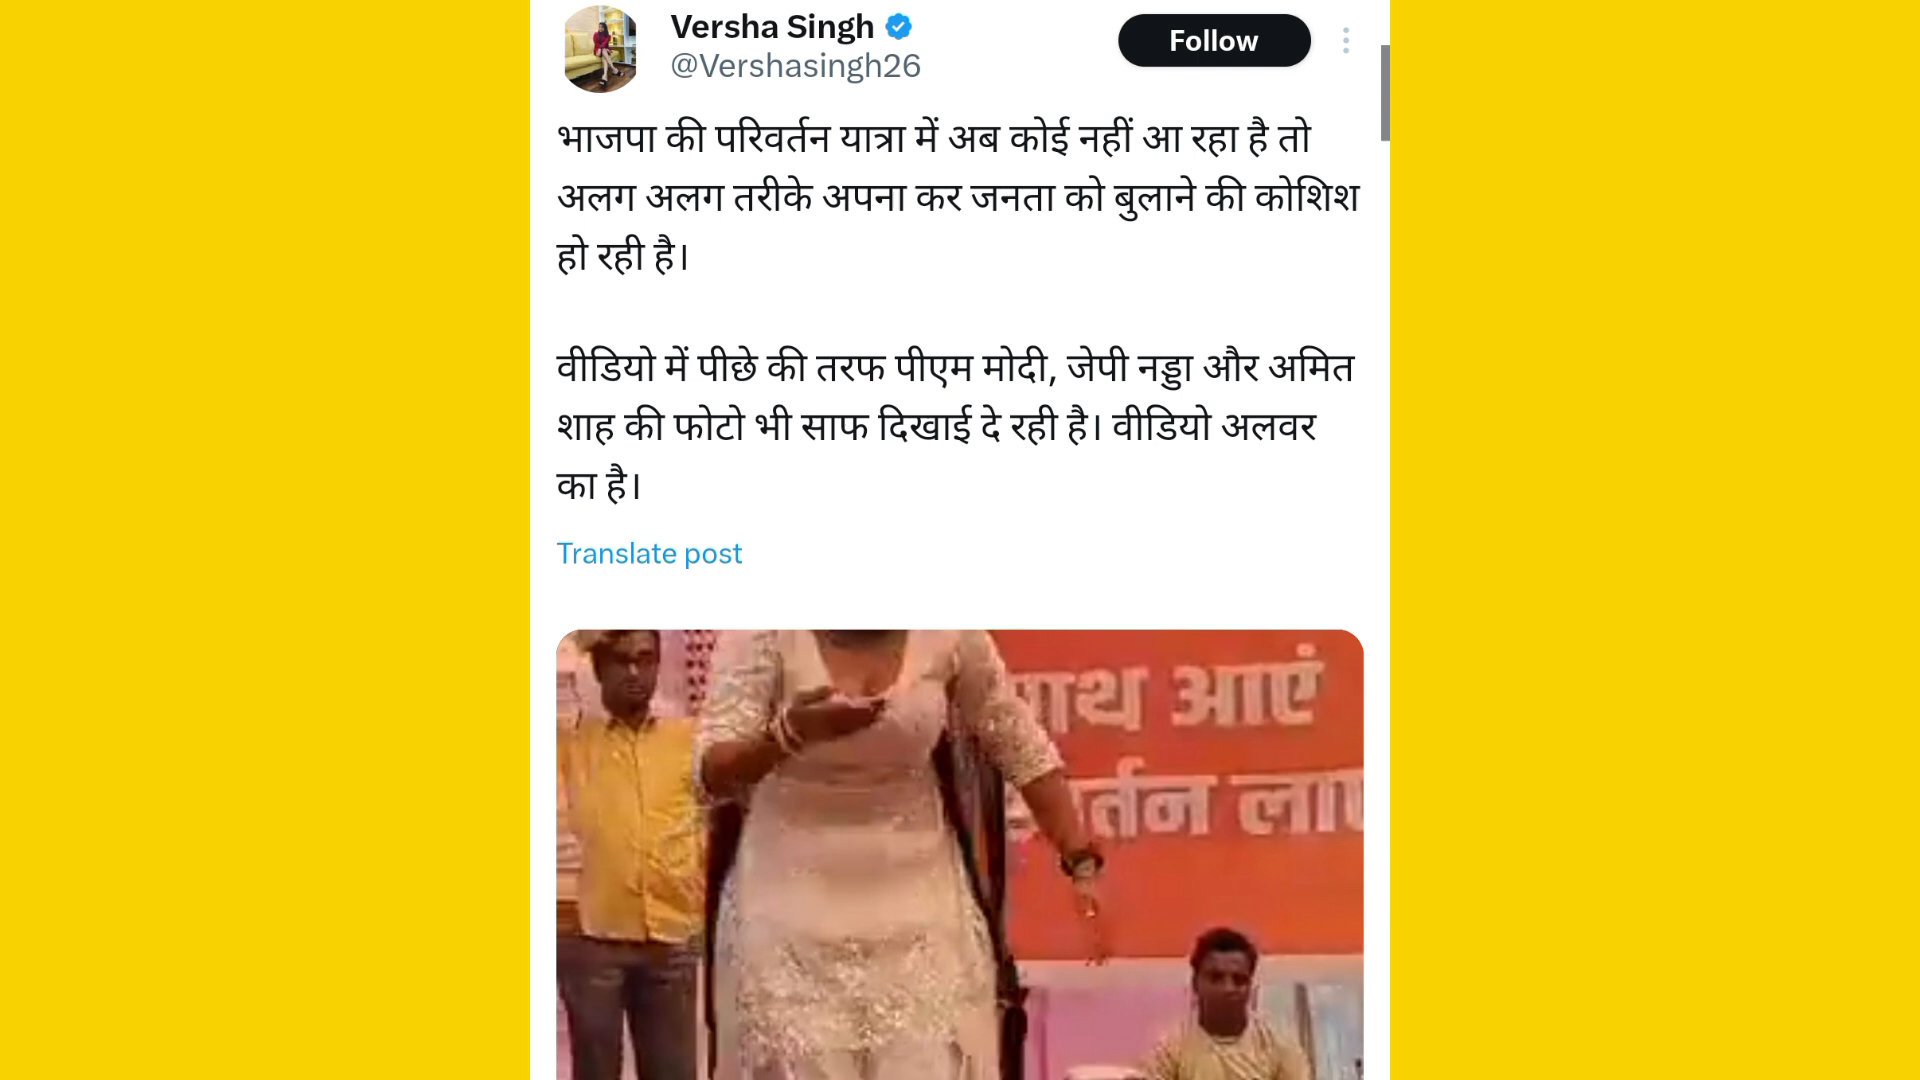 Versha Singh
@Vershasingh26
Follow
भाजपा की परिवर्तन यात्रा में अब कोई नहीं आ रहा है तो
अलग अलग तरीके अपना कर जनता को बुलाने की कोशिश
हो रही है।
वीडियो में पीछे की तरफ पीएम मोदी, जेपी नड्डा और अमित
शाह की फोटो भी साफ दिखाई दे रही है। वीडियो अलवर
का है।
Translate post
आएं